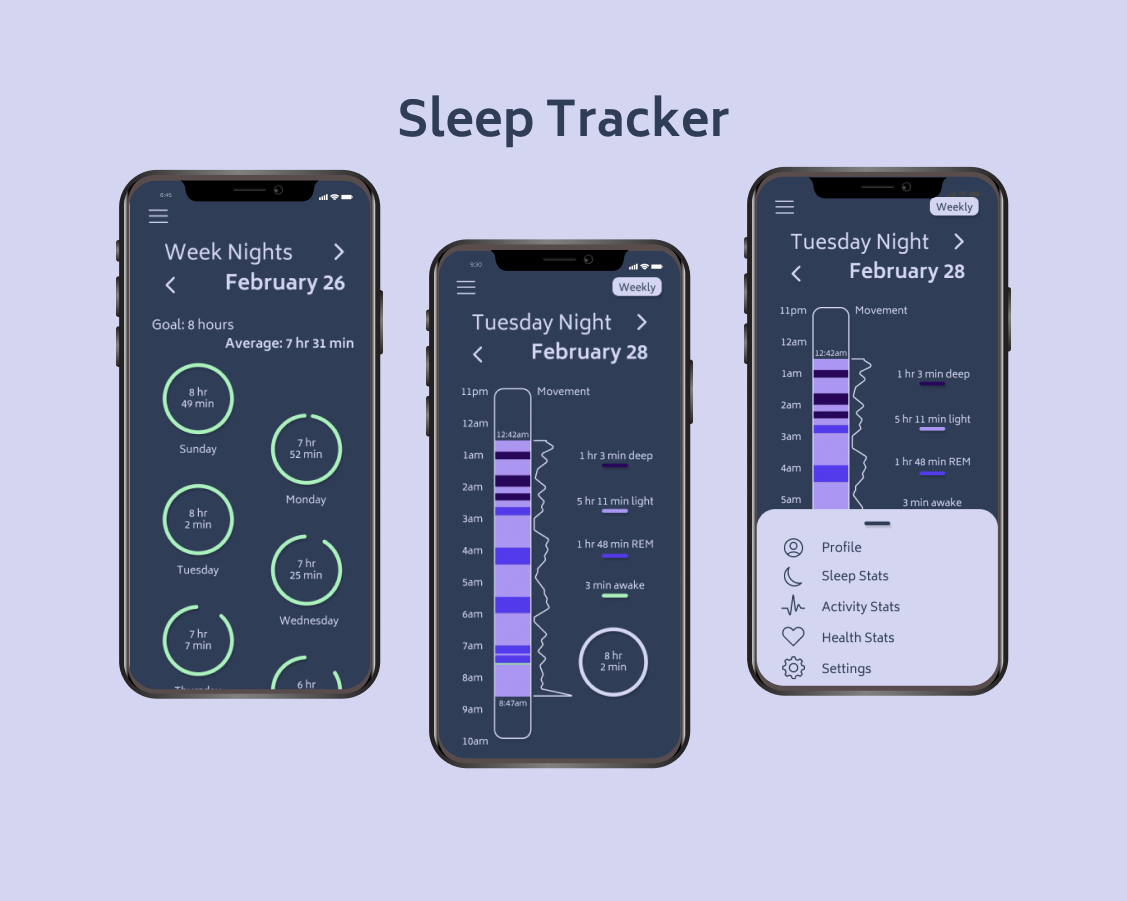 Sleep Tracker
6:45
Week Nights
February 26
Goal: 8 hours
Average: 7 hr 31 min
8 hr
49 min
Sunday
7 hr
52 min
Monday
8 hr
2 min
Tuesday
7 hr
25 min
Wednesday
7 hr
7 min
Thursday
6 hr
9:30
Weekly
Tuesday Night
February 28
11pm
Movement
12am
12:42am
1am
1 hr 3 min deep
2am
5 hr 11 min light
3am
1 hr 48 min REM
4am
5am
3 min awake
6am
7am
8 hr
2 min
8am
8:47am
9am
10am
Weekly
Tuesday Night
February 28
11pm
Movement
12am
12:42am
1am
1 hr 3 min deep
2am
5 hr 11 min light
3am
1 hr 48 min REM
4am
5am
3 min awake
Profile
Sleep Stats
Activity Stats
Health Stats
Settings